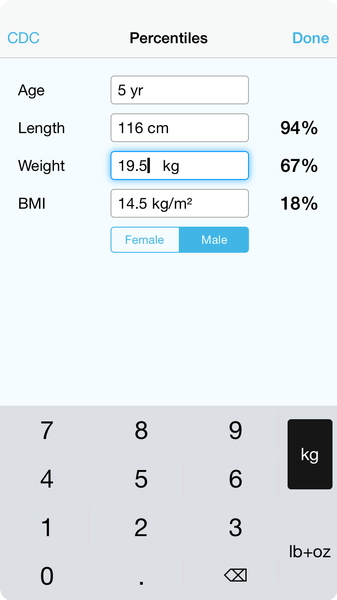 CDC Percentiles Done
Age 5 yr
Length 116 cm 94%
Weight 19.5 kg 67%
BMI 14.5 kg/m² 18%
Female Male
7 8 9
kg
4 5 6
1 2 3
lb+oz
0 .